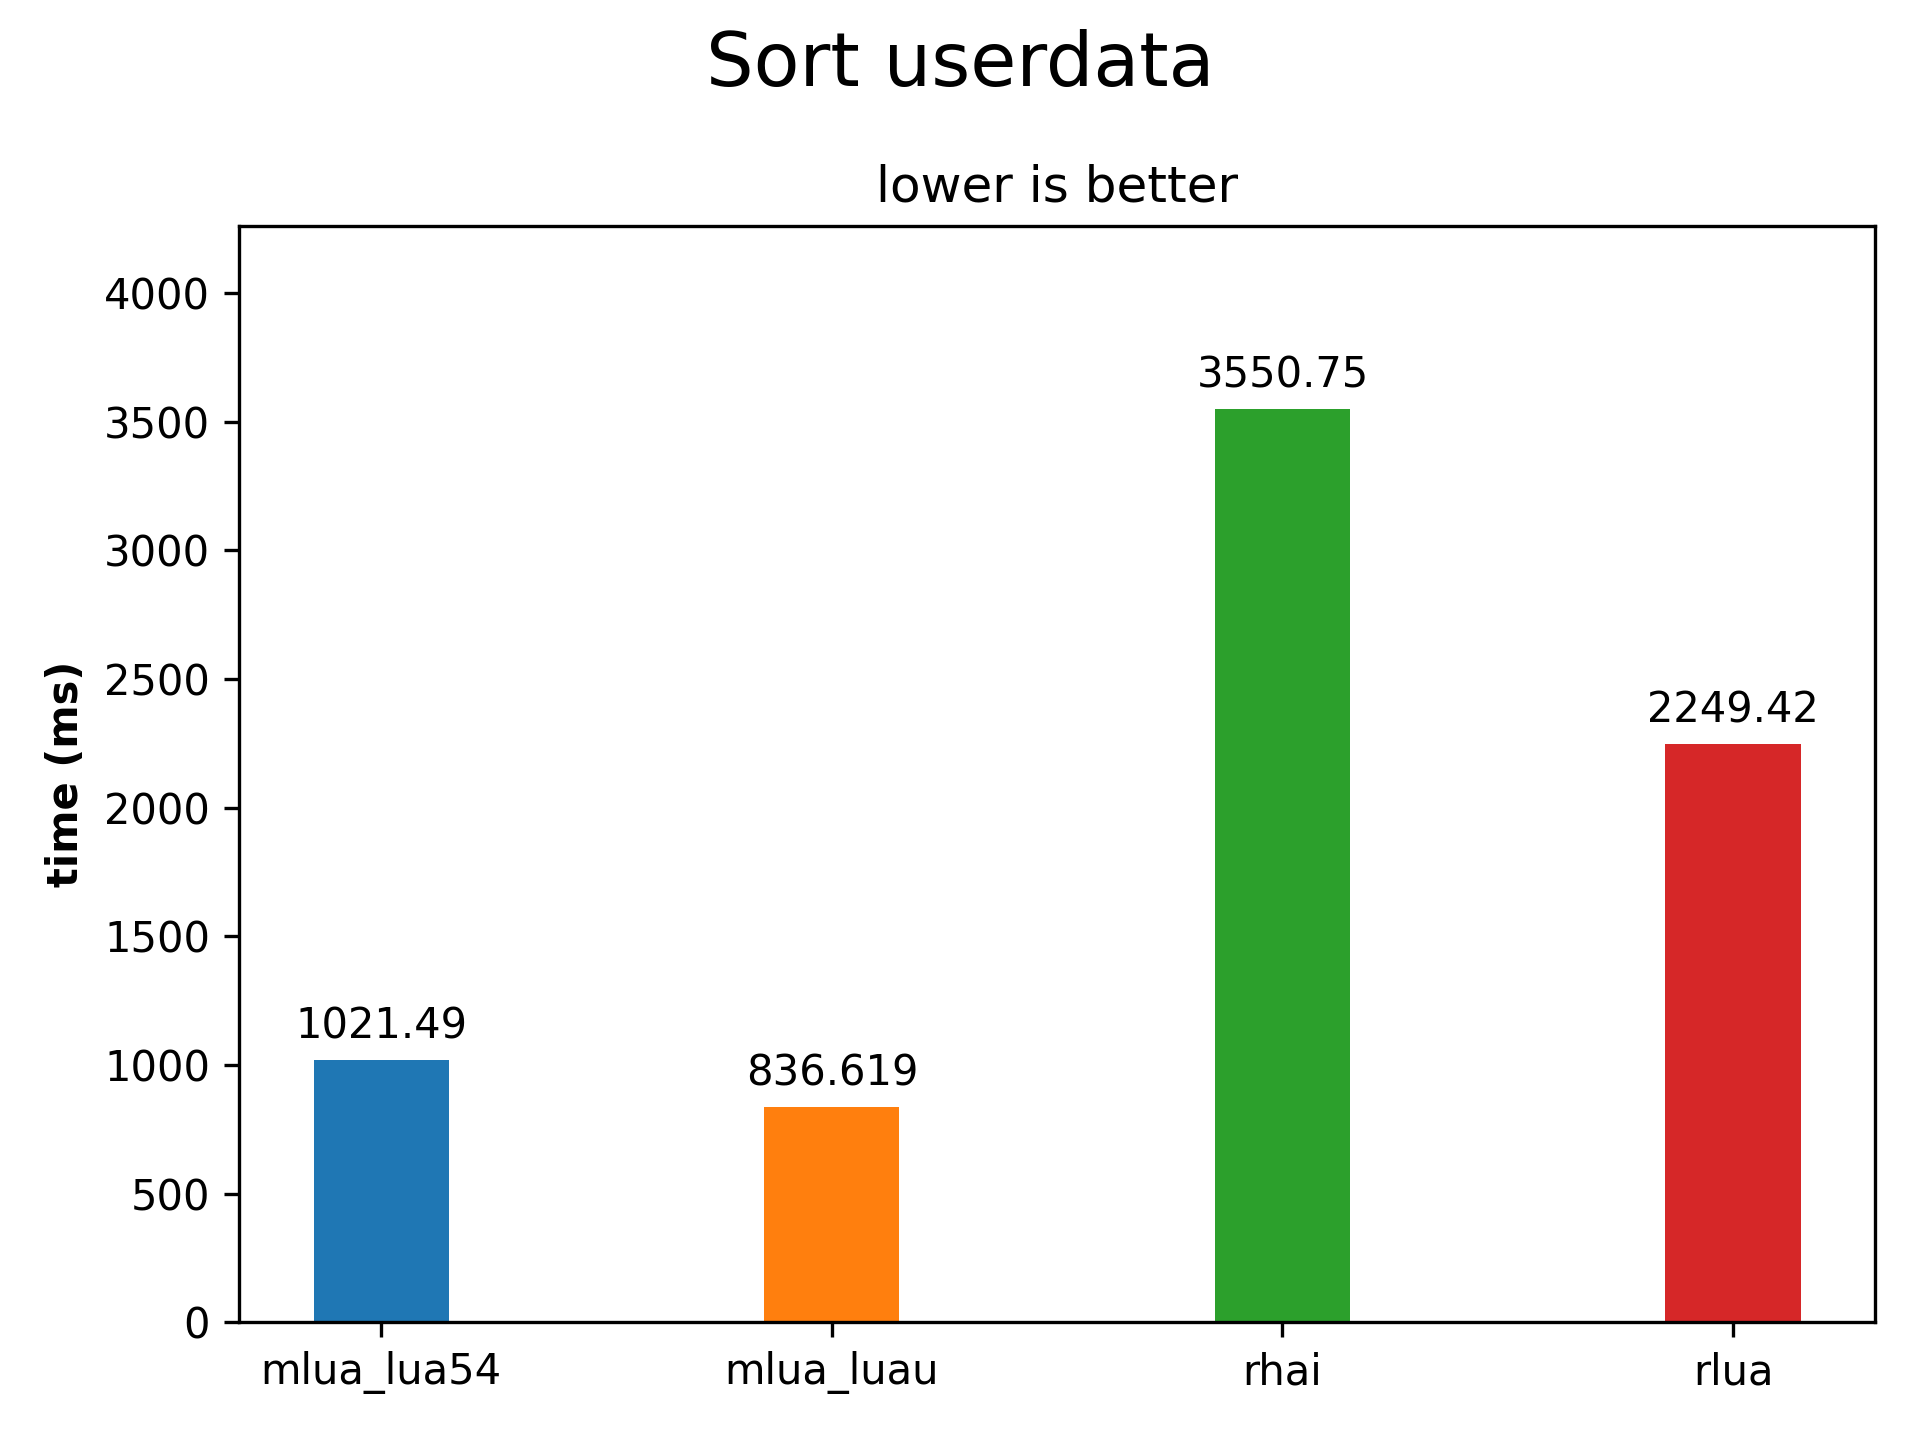 Sort userdata
lower is better
time (ms)
4000
3500
3000
2500
2000
1500
1000
500
0
1021.49
836.619
3550.75
2249.42
mlua_lua54
mlua_luau
rhai
rlua